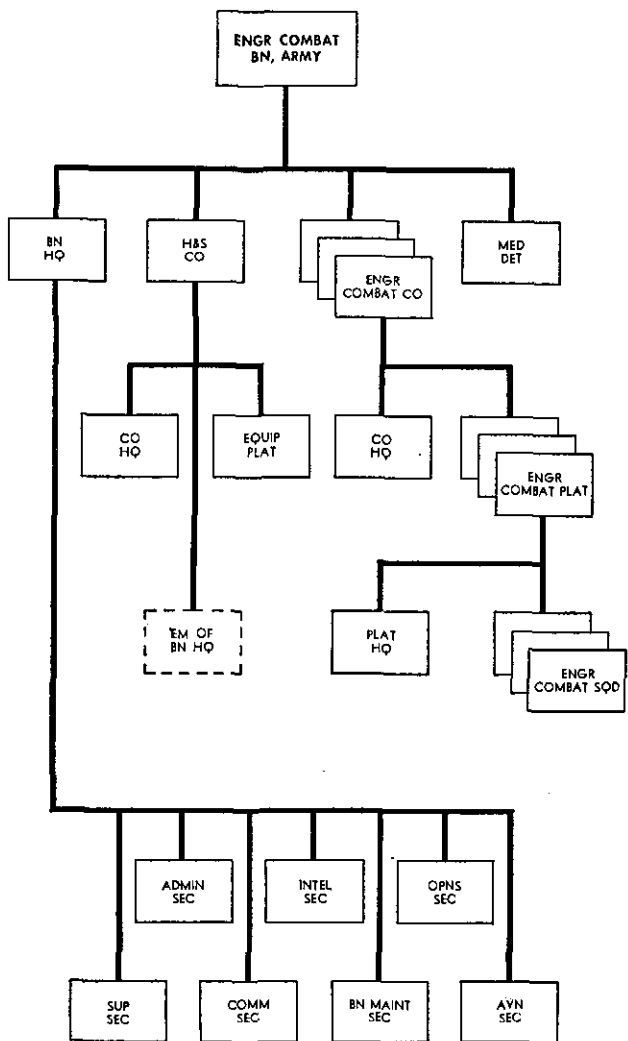 ENGR COMBAT
BN, ARMY
BN
HQ
H&S
CO
ENGR
COMBAT CO
MED
DET
CO
HQ
EQUIP
PLAT
CO
HQ
ENGR
COMBAT PLAT
EM OF
BN HQ
PLAT
HQ
ENGR
COMBAT SQD
ADMIN
SEC
INTEL
SEC
OPNS
SEC
SUP
SEC
COMM
SEC
BN MAINT
SEC
AVN
SEC